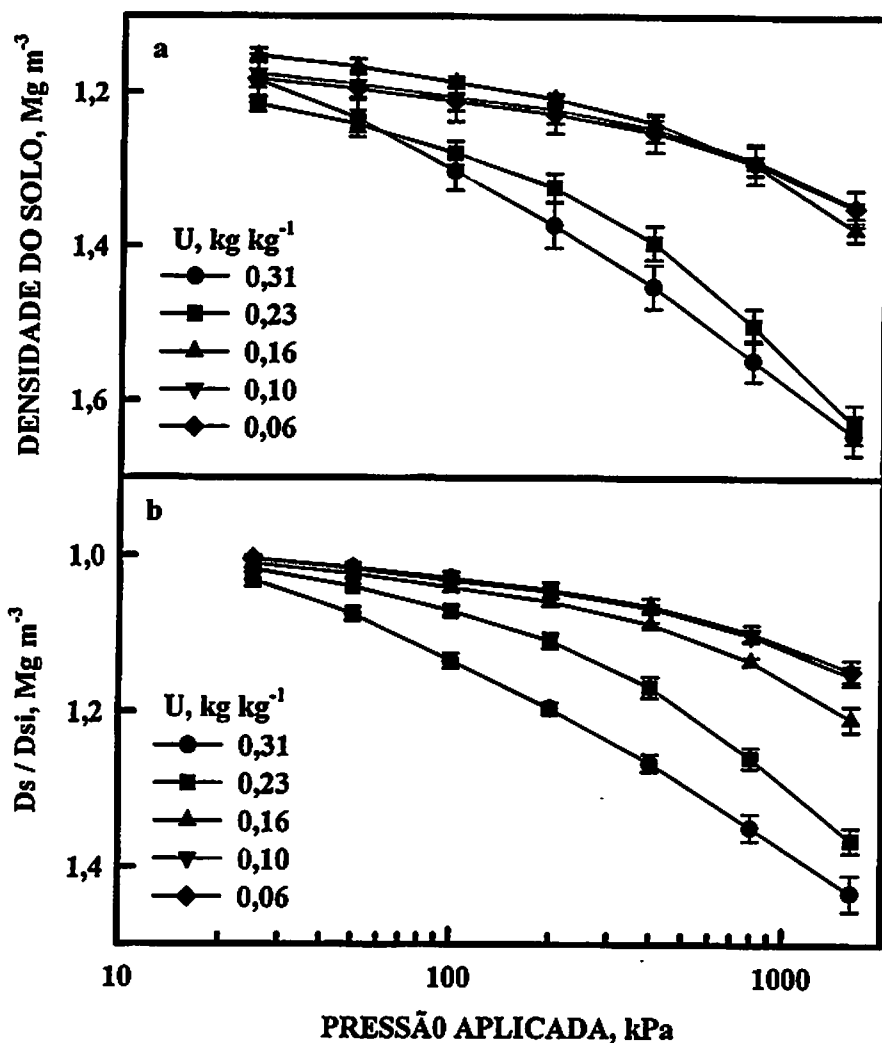 a
1,2
1,4
1,6
DENSIDADE DO SOLO, Mg m-3
U, kg kg-1
0,31
0,23
0,16
0,10
0,06
b
1,0
1,2
1,4
Ds / Dsi, Mg m-3
U, kg kg-1
0,31
0,23
0,16
0,10
0,06
10 100 1000
PRESSÃO APLICADA, kPa